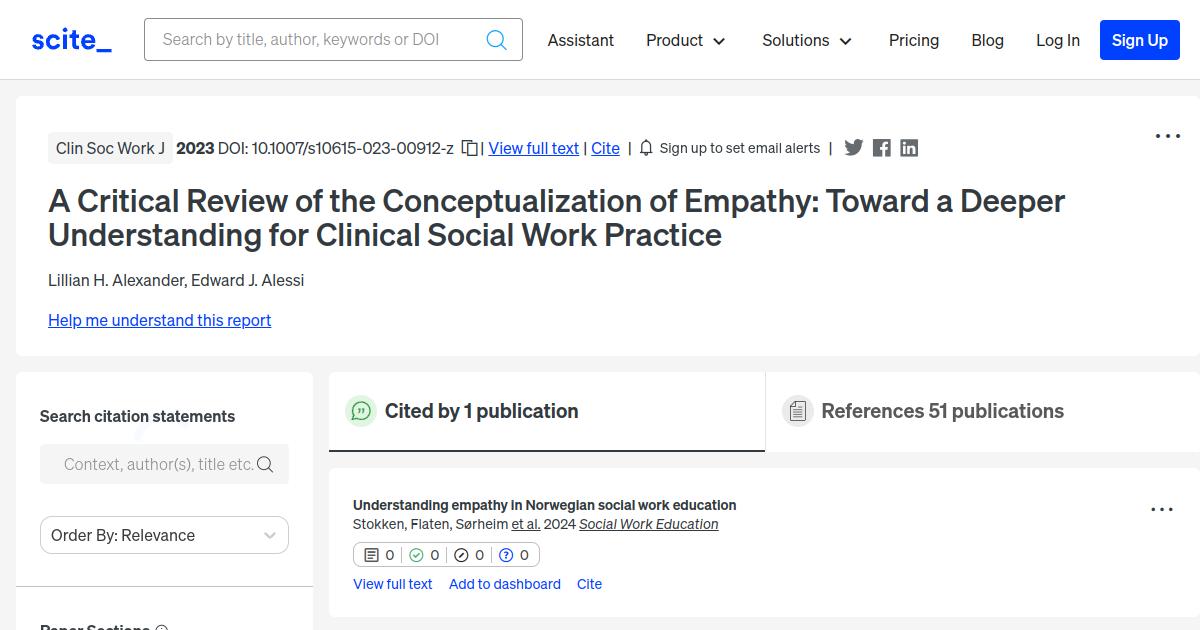 scite_
Search by title, author, keywords or DOI
Assistant
Product
Solutions
Pricing
Blog
Log In
Sign Up
Clin Soc Work J 2023 DOI: 10.1007/s10615-023-00912-z | View full text | Cite | Sign up to set email alerts |
A Critical Review of the Conceptualization of Empathy: Toward a Deeper
Understanding for Clinical Social Work Practice
Lillian H. Alexander, Edward J. Alessi
Help me understand this report
Search citation statements
Context, author(s), title etc.
Order By: Relevance
Paper Sections
Cited by 1 publication
References 51 publications
Understanding empathy in Norwegian social work education
Stokken, Flaten, Sørheim et al. 2024 Social Work Education
0 0 0 0
View full text Add to dashboard Cite